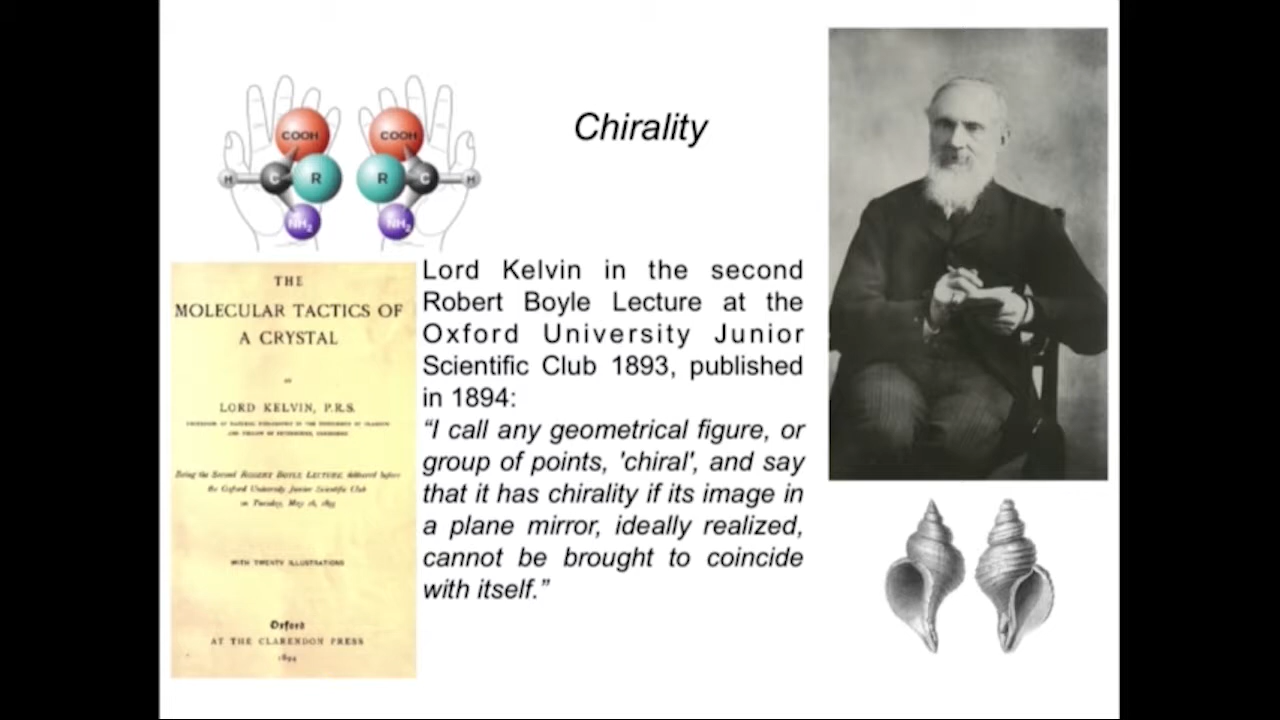 Chirality
COOH
COOH
H
C
R
R
C
H
NH2
NH2
THE
MOLECULAR TACTICS OF
A CRYSTAL
LORD KELVIN, P.R.S.
Being the Second ROBERT BOYLE LECTURE, delivered before
the Oxford University Junior Scientific Club
on Tuesday, May 16, 1893
WITH TWENTY ILLUSTRATIONS
Oxford
AT THE CLARENDON PRESS
1894
Lord Kelvin in the second
Robert Boyle Lecture at the
Oxford University Junior
Scientific Club 1893, published
in 1894:
“I call any geometrical figure, or
group of points, 'chiral', and say
that it has chirality if its image in
a plane mirror, ideally realized,
cannot be brought to coincide
with itself.”